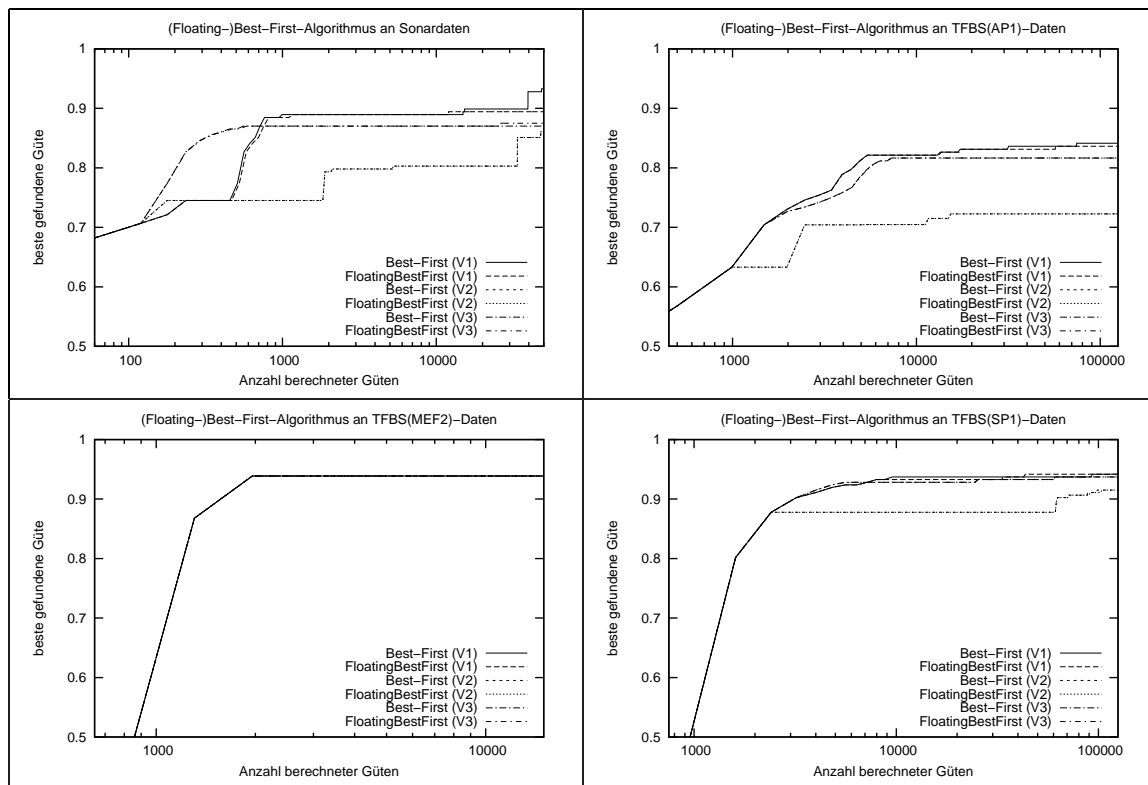 (Floating−)Best−First−Algorithmus an Sonardaten
1
0.9
0.8
0.7
0.6
0.5
100
1000
10000
beste gefundene Güte
Anzahl berechneter Güten
Best−First (V1)
FloatingBestFirst (V1)
Best−First (V2)
FloatingBestFirst (V2)
Best−First (V3)
FloatingBestFirst (V3)
(Floating−)Best−First−Algorithmus an TFBS(AP1)−Daten
1
0.9
0.8
0.7
0.6
0.5
1000
10000
100000
beste gefundene Güte
Anzahl berechneter Güten
Best−First (V1)
FloatingBestFirst (V1)
Best−First (V2)
FloatingBestFirst (V2)
Best−First (V3)
FloatingBestFirst (V3)
(Floating−)Best−First−Algorithmus an TFBS(MEF2)−Daten
1
0.9
0.8
0.7
0.6
0.5
1000
10000
beste gefundene Güte
Anzahl berechneter Güten
Best−First (V1)
FloatingBestFirst (V1)
Best−First (V2)
FloatingBestFirst (V2)
Best−First (V3)
FloatingBestFirst (V3)
(Floating−)Best−First−Algorithmus an TFBS(SP1)−Daten
1
0.9
0.8
0.7
0.6
0.5
1000
10000
100000
beste gefundene Güte
Anzahl berechneter Güten
Best−First (V1)
FloatingBestFirst (V1)
Best−First (V2)
FloatingBestFirst (V2)
Best−First (V3)
FloatingBestFirst (V3)